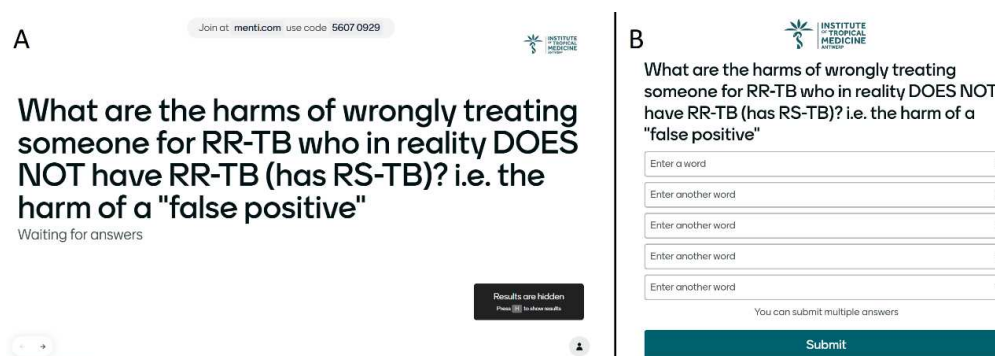 A
Join at menti.com use code 5607 0929
INSTITUTE
OF TROPICAL
MEDICINE
ANTWERP
What are the harms of wrongly treating
someone for RR-TB who in reality DOES
NOT have RR-TB (has RS-TB)? i.e. the
harm of a "false positive"
Waiting for answers
Results are hidden
Press H to show results
B
INSTITUTE
OF TROPICAL
MEDICINE
ANTWERP
What are the harms of wrongly treating
someone for RR-TB who in reality DOES NOT
have RR-TB (has RS-TB)? i.e. the harm of a
"false positive"
Enter a word
Enter another word
Enter another word
Enter another word
Enter another word
You can submit multiple answers
Submit